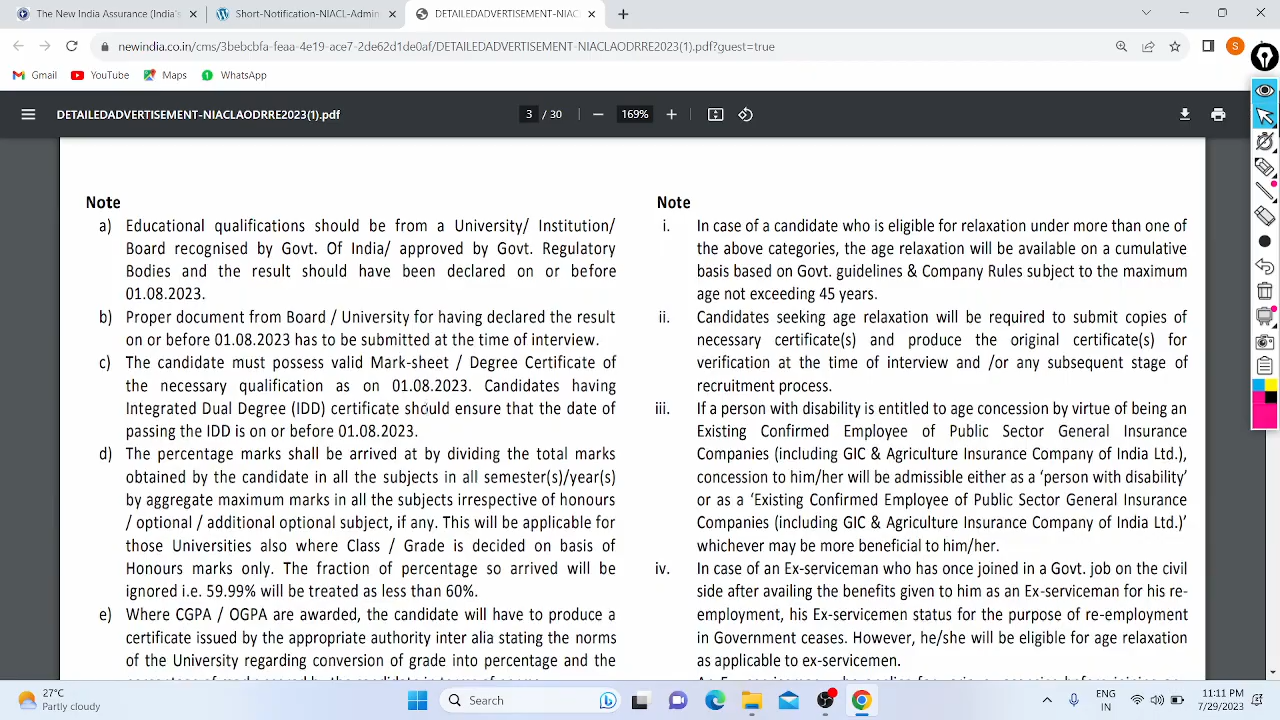 The New India Assurance (India's
Short-Notification-NIACL-Admin
DETAILEDADVERTISEMENT-NIAC
newindia.co.in/cms/3bebcbfa-feaa-4e19-ace7-2de62d1de0af/DETAILEDADVERTISEMENT-NIACLAODRRE2023(1).pdf?guest=true
S
Gmail
YouTube
Maps
WhatsApp
DETAILEDADVERTISEMENT-NIACLAODRRE2023(1).pdf
3 / 30
169%
Note
a) Educational qualifications should be from a University/ Institution/
Board recognised by Govt. Of India/ approved by Govt. Regulatory
Bodies and the result should have been declared on or before
01.08.2023.
b) Proper document from Board / University for having declared the result
on or before 01.08.2023 has to be submitted at the time of interview.
c) The candidate must possess valid Mark-sheet / Degree Certificate of
the necessary qualification as on 01.08.2023. Candidates having
Integrated Dual Degree (IDD) certificate should ensure that the date of
passing the IDD is on or before 01.08.2023.
d) The percentage marks shall be arrived at by dividing the total marks
obtained by the candidate in all the subjects in all semester(s)/year(s)
by aggregate maximum marks in all the subjects irrespective of honours
/ optional / additional optional subject, if any. This will be applicable for
those Universities also where Class / Grade is decided on basis of
Honours marks only. The fraction of percentage so arrived will be
ignored i.e. 59.99% will be treated as less than 60%.
e) Where CGPA / OGPA are awarded, the candidate will have to produce a
certificate issued by the appropriate authority inter alia stating the norms
of the University regarding conversion of grade into percentage and the
Note
i. In case of a candidate who is eligible for relaxation under more than one of
the above categories, the age relaxation will be available on a cumulative
basis based on Govt. guidelines & Company Rules subject to the maximum
age not exceeding 45 years.
ii. Candidates seeking age relaxation will be required to submit copies of
necessary certificate(s) and produce the original certificate(s) for
verification at the time of interview and /or any subsequent stage of
recruitment process.
iii. If a person with disability is entitled to age concession by virtue of being an
Existing Confirmed Employee of Public Sector General Insurance
Companies (including GIC & Agriculture Insurance Company of India Ltd.),
concession to him/her will be admissible either as a 'person with disability'
or as a 'Existing Confirmed Employee of Public Sector General Insurance
Companies (including GIC & Agriculture Insurance Company of India Ltd.)'
whichever may be more beneficial to him/her.
iv. In case of an Ex-serviceman who has once joined in a Govt. job on the civil
side after availing the benefits given to him as an Ex-serviceman for his re-
employment, his Ex-servicemen status for the purpose of re-employment
in Government ceases. However, he/she will be eligible for age relaxation
as applicable to ex-servicemen.
27°C
Partly cloudy
Search
ENG
IN
11:11 PM
7/29/2023